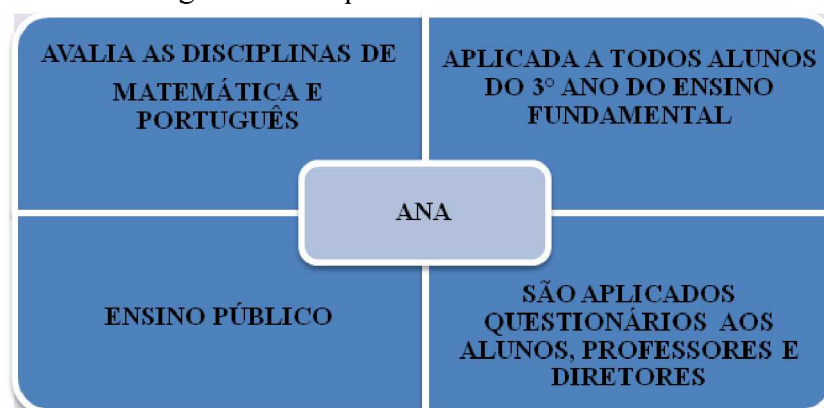 AVALIA AS DISCIPLINAS DE
MATEMÁTICA E
PORTUGUÊS
APLICADA A TODOS ALUNOS
DO 3° ANO DO ENSINO
FUNDAMENTAL
ANA
ENSINO PÚBLICO
SÃO APLICADOS
QUESTIONÁRIOS AOS
ALUNOS, PROFESSORES E
DIRETORES